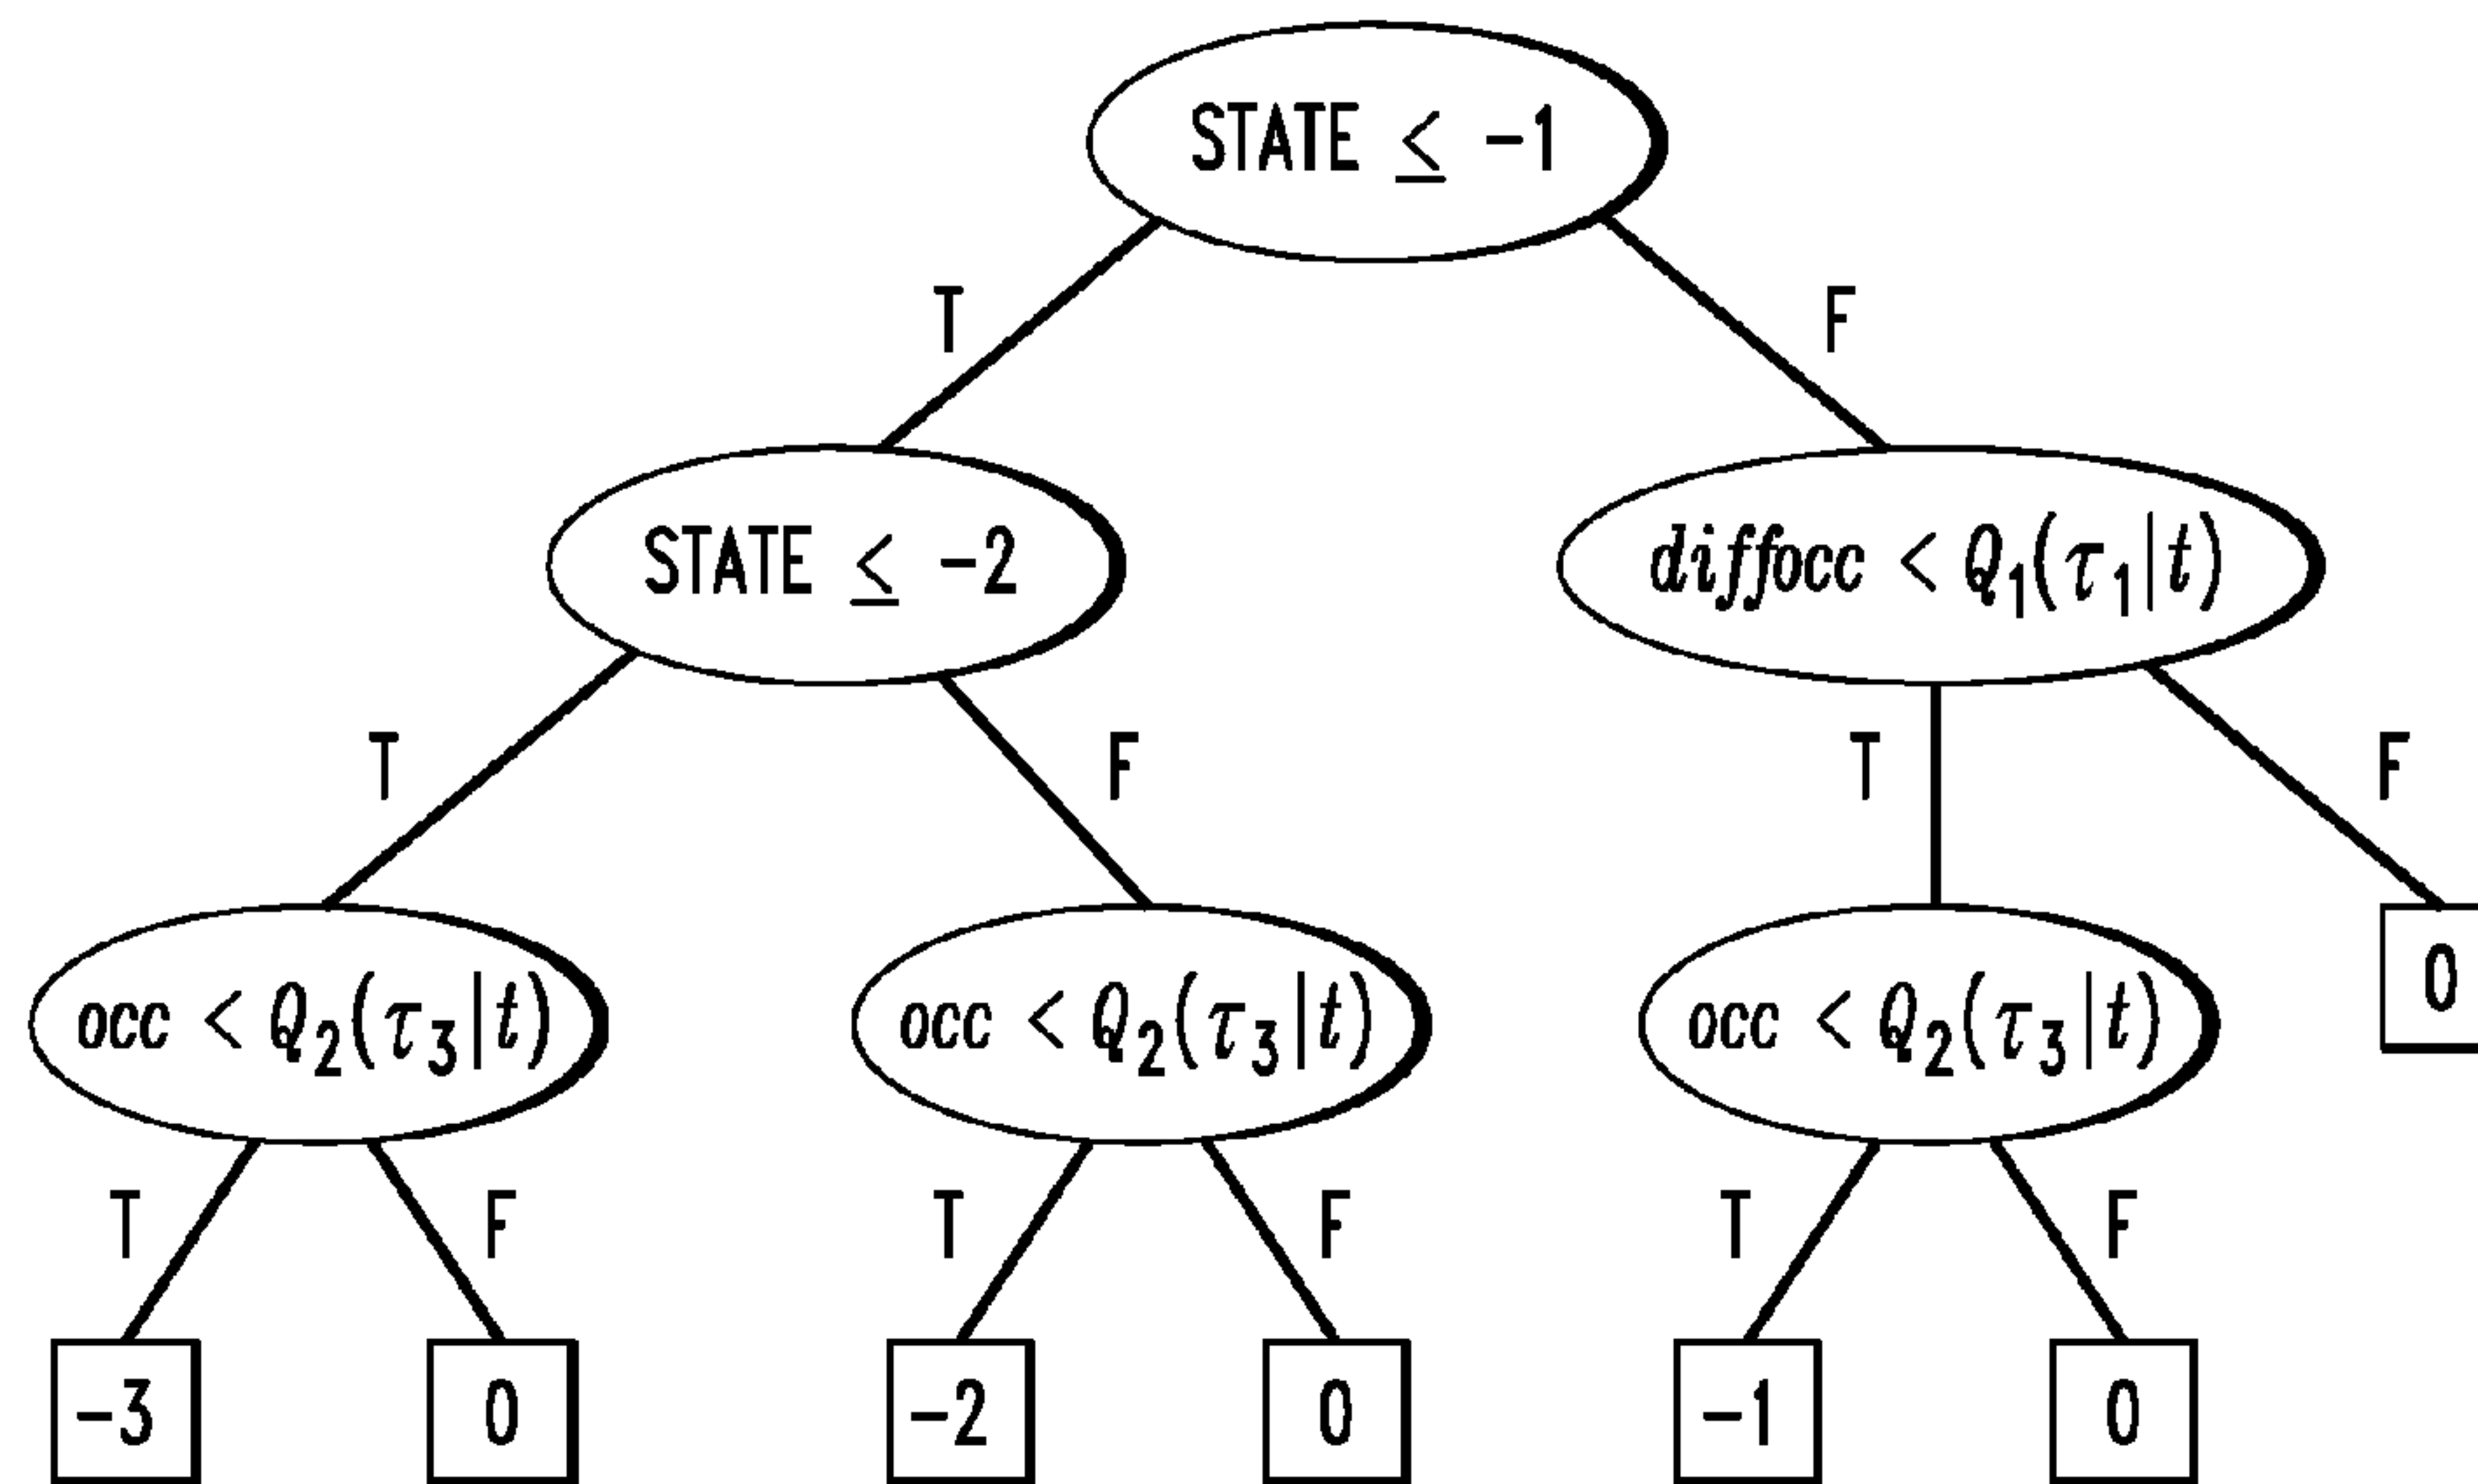 STATE ≤ -1
T
F
STATE ≤ -2
diffocc < Q₁(τ₁|t)
T
F
T
F
occ < Q₂(τ₃|t)
occ < Q₂(τ₃|t)
occ < Q₂(τ₃|t)
0
T
F
T
F
T
F
-3
0
-2
0
-1
0